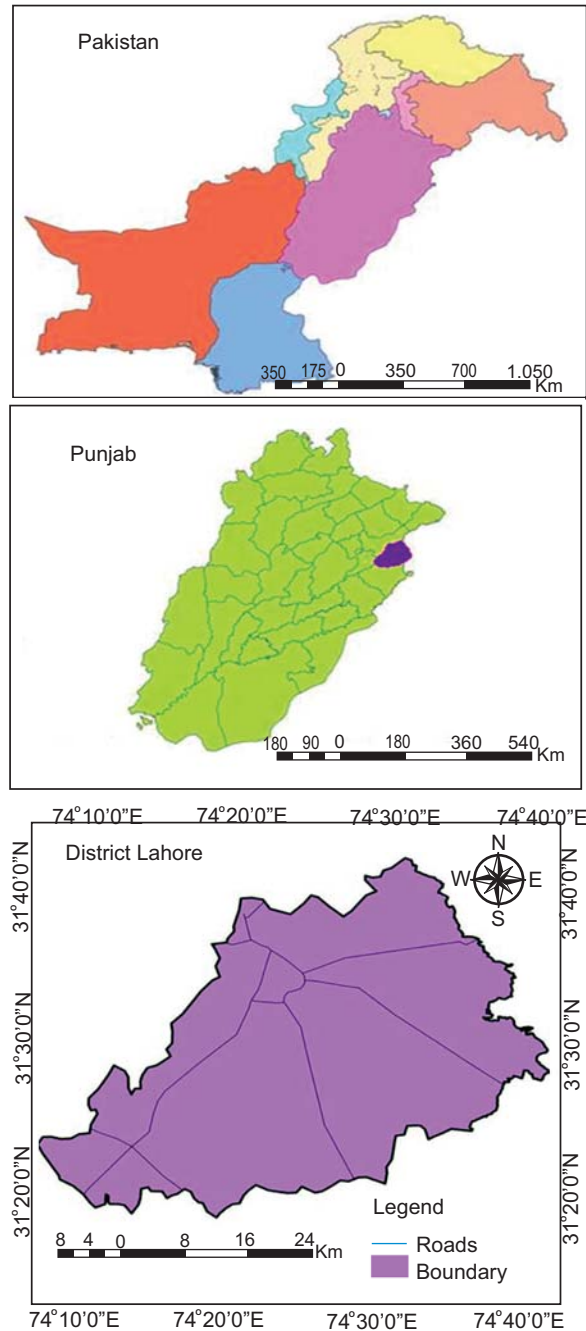 Pakistan
350 175 0 350 700 1.050
Km
Punjab
180 90 0 180 360 540
Km
74°10'0"E 74°20'0"E 74°30'0"E 74°40'0"E
District Lahore
N
W E
S
31°40'0"N 31°40'0"N
31°30'0"N 31°30'0"N
31°20'0"N 31°20'0"N
Legend
Roads
Boundary
8 4 0 8 16 24
Km
74°10'0"E 74°20'0"E 74°30'0"E 74°40'0"E